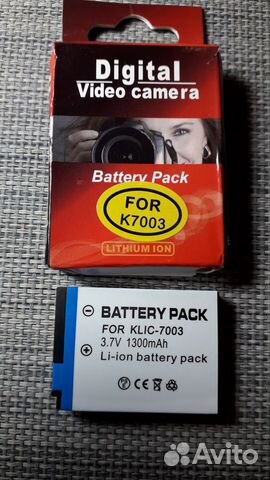 Digital
Video camera
Battery Pack
FOR
K7003
LITHIUM ION
BATTERY PACK
FOR KLIC-7003
3.7V 1300mAh
Li-ion battery pack
Avito